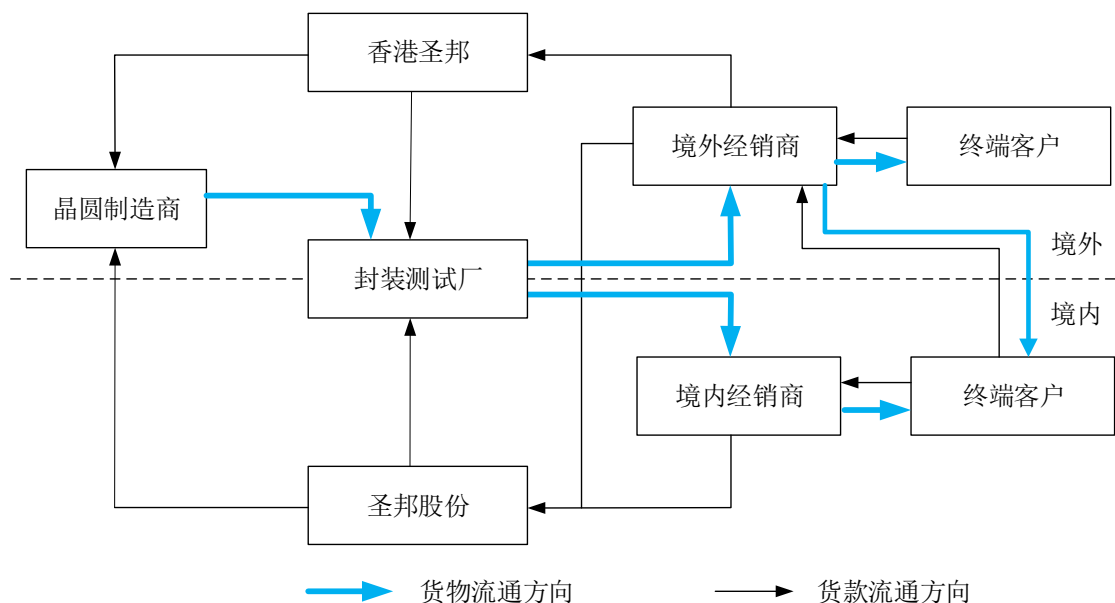 香港圣邦
境外经销商
终端客户
晶圆制造商
境外
封装测试厂
境内
境内经销商
终端客户
圣邦股份
货物流通方向
货款流通方向